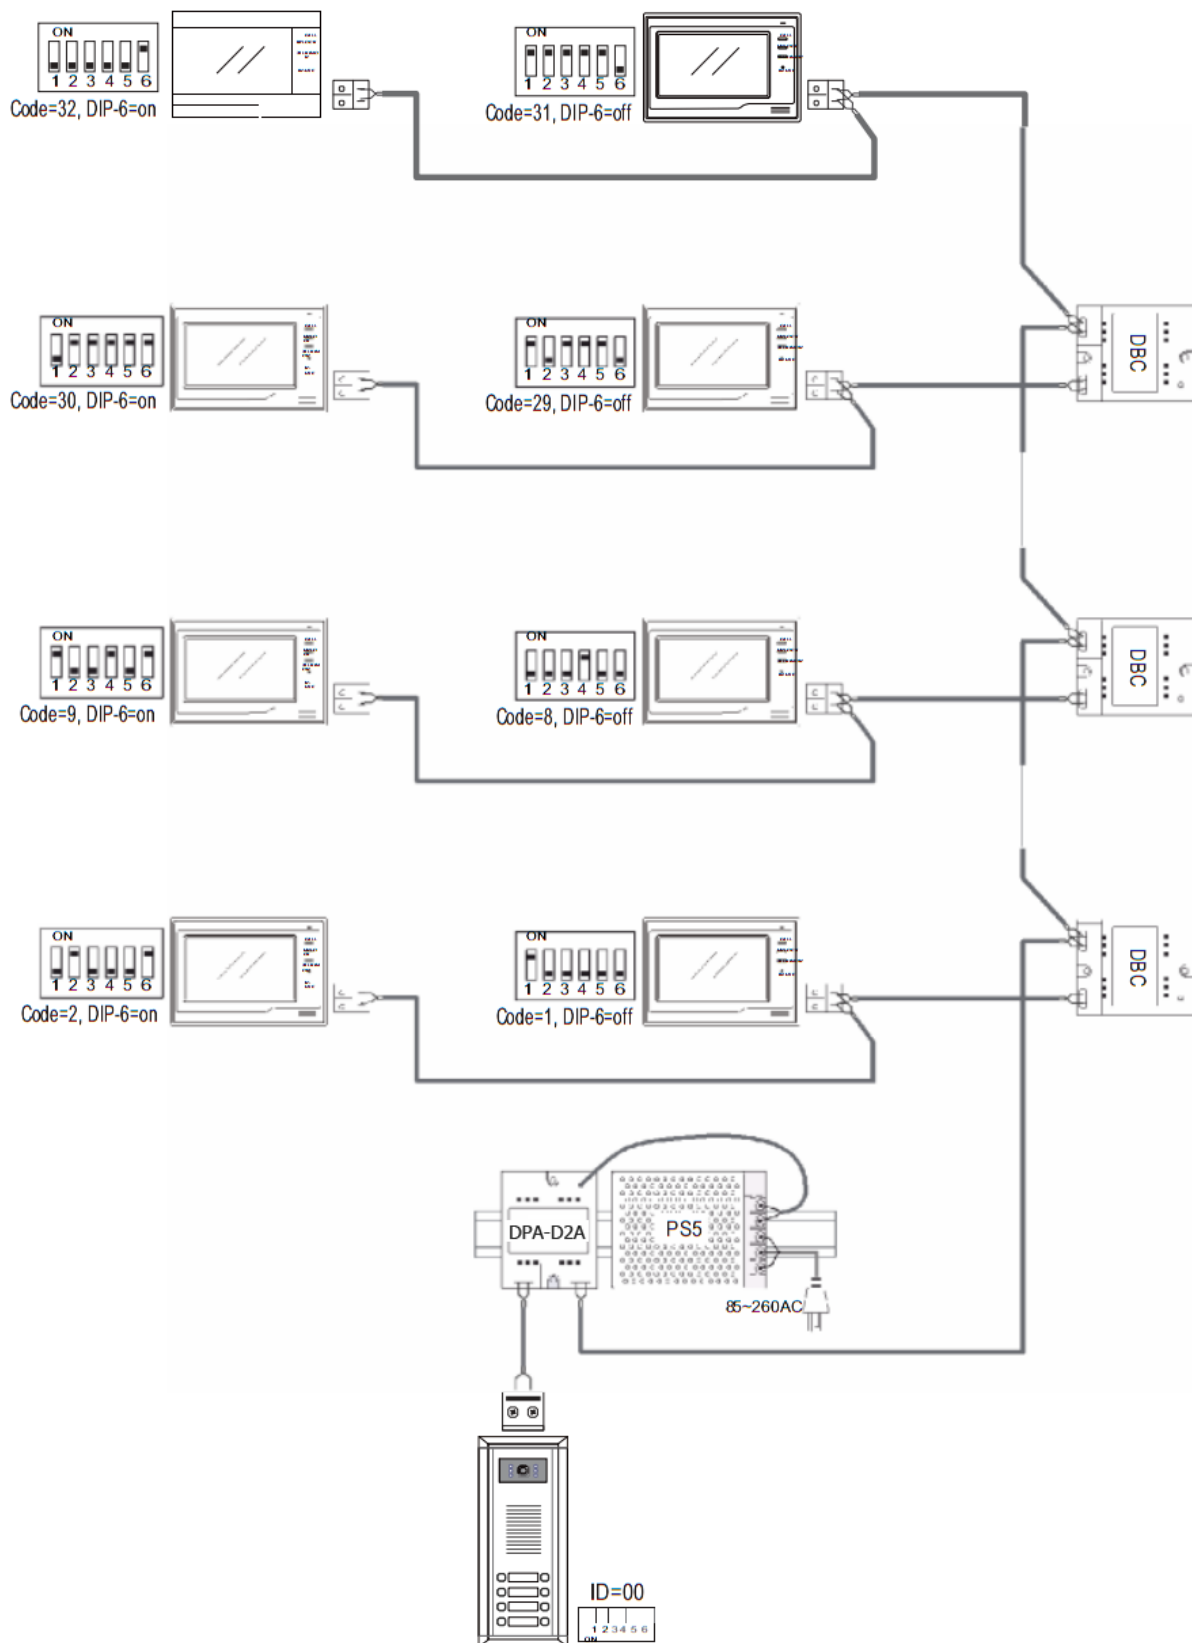 ON
1 2 3 4 5 6
Code=32, DIP-6=on
ON
1 2 3 4 5 6
Code=31, DIP-6=off
ON
1 2 3 4 5 6
Code=30, DIP-6=on
ON
1 2 3 4 5 6
Code=29, DIP-6=off
DBC
ON
1 2 3 4 5 6
Code=9, DIP-6=on
ON
1 2 3 4 5 6
Code=8, DIP-6=off
DBC
ON
1 2 3 4 5 6
Code=2, DIP-6=on
ON
1 2 3 4 5 6
Code=1, DIP-6=off
DBC
DPA-D2A
PS5
85~260AC
ID=00
1 2 3 4 5 6
ON